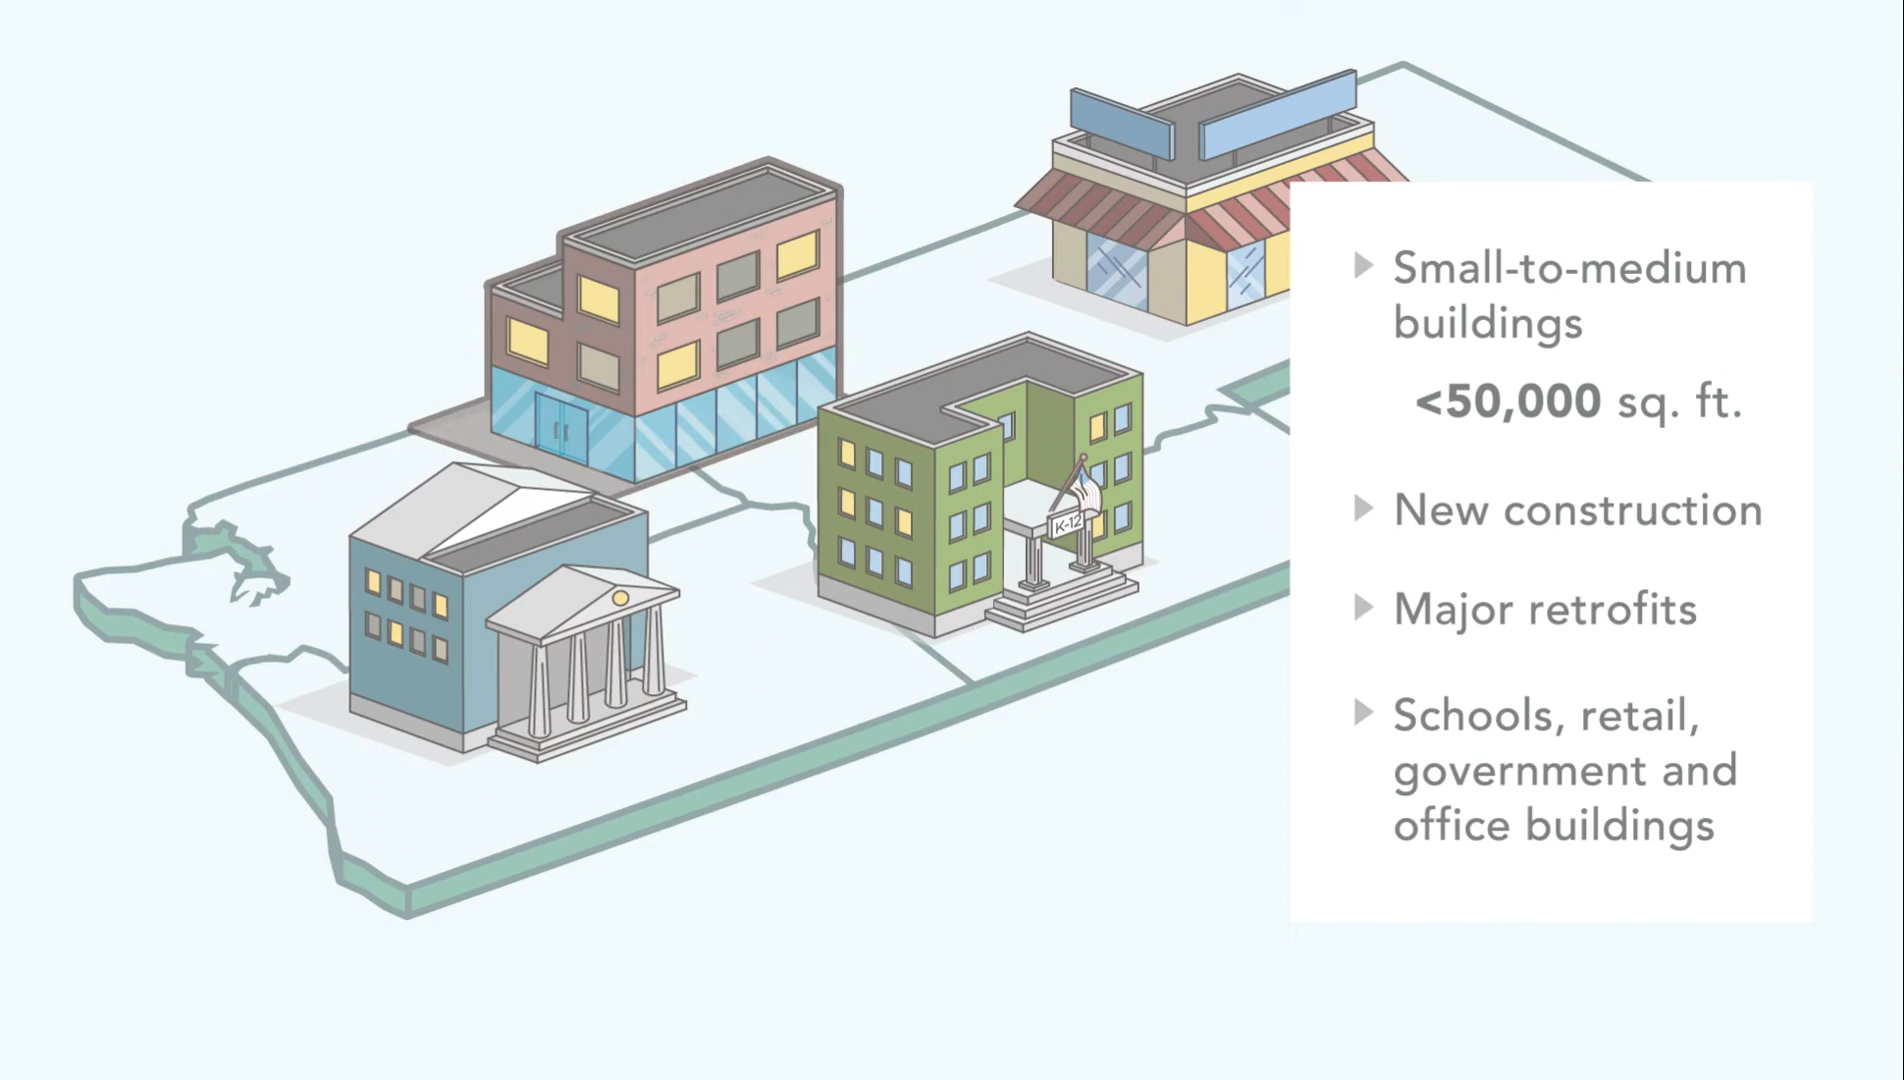 K-12
Small-to-medium
buildings
<50,000 sq. ft.
New construction
Major retrofits
Schools, retail,
government and
office buildings